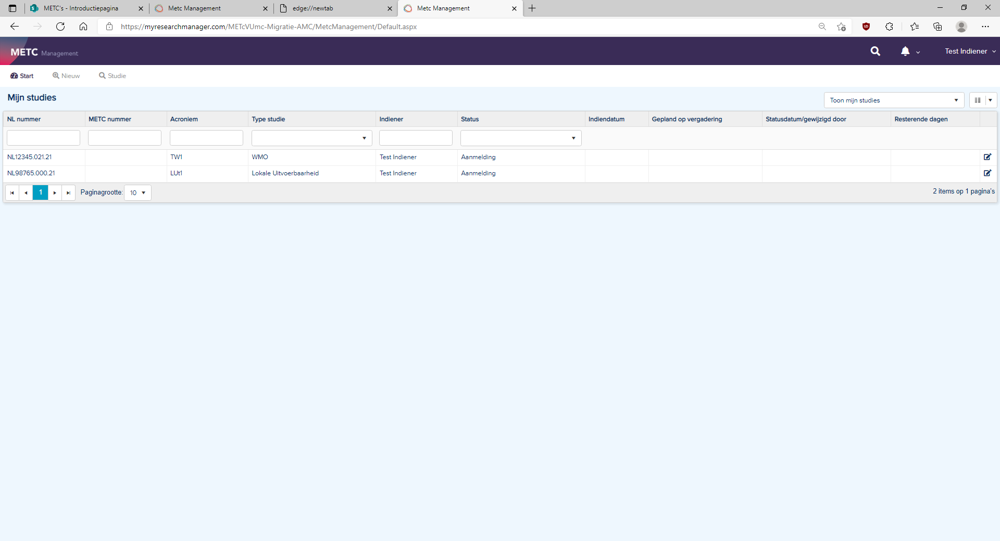 METC's - Introductiepagina
Metc Management
edge://newtab
Metc Management
https://myresearchmanager.com/METcVUmc-Migratie-AMC/MetcManagement/Default.aspx
METC Management
Test Indiener
Start Nieuw Studie
Mijn studies
Toon mijn studies
NL nummer METC nummer Acroniem Type studie Indiener Status Indiendatum Gepland op vergadering Statusdatum/gewijzigd door Resterende dagen
NL12345.021.21 TW1 WMO Test Indiener Aanmelding
NL98765.000.21 LUt1 Lokale Uitvoerbaarheid Test Indiener Aanmelding
1 Paginagrootte: 10 2 items op 1 pagina's